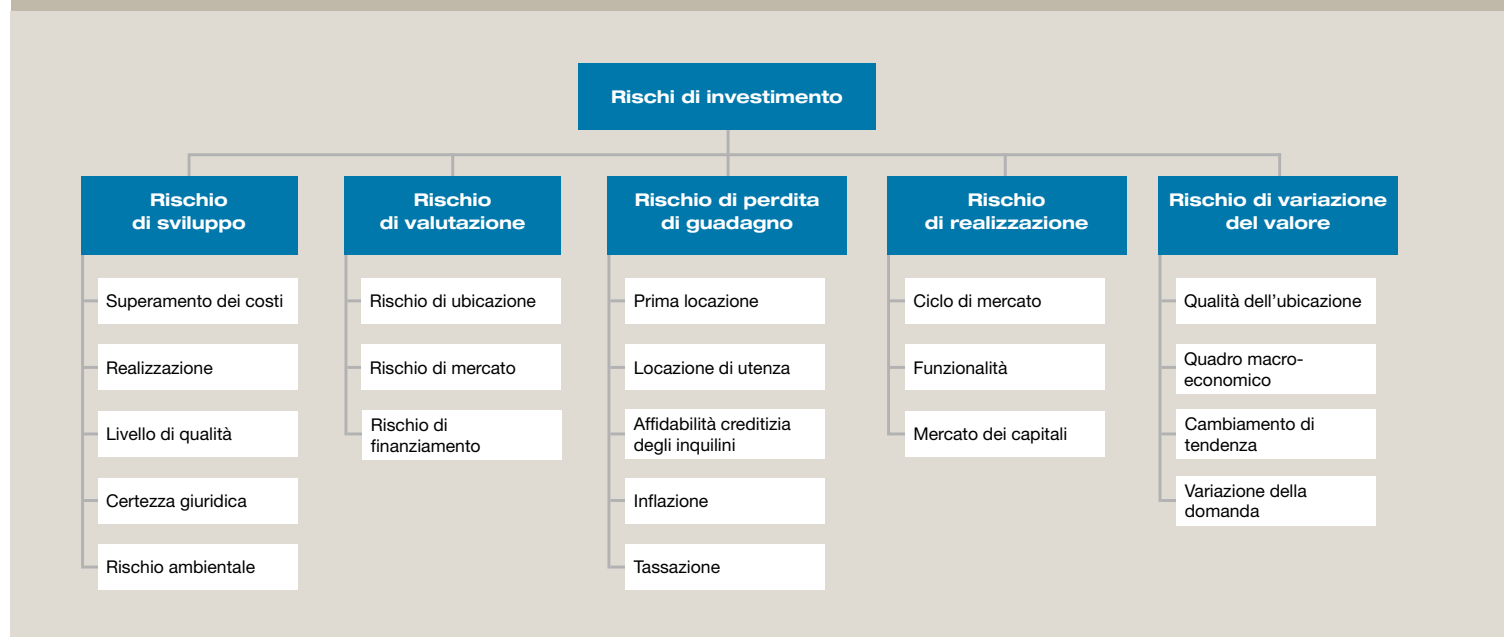 Rischi di investimento
Rischio
di sviluppo
Superamento dei costi
Realizzazione
Livello di qualità
Certezza giuridica
Rischio ambientale
Rischio
di valutazione
Rischio di ubicazione
Rischio di mercato
Rischio di
finanziamento
Rischio di perdita
di guadagno
Prima locazione
Locazione di utenza
Affidabilità creditizia
degli inquilini
Inflazione
Tassazione
Rischio
di realizzazione
Ciclo di mercato
Funzionalità
Mercato dei capitali
Rischio di variazione
del valore
Qualità dell’ubicazione
Quadro macro-
economico
Cambiamento di
tendenza
Variazione della
domanda